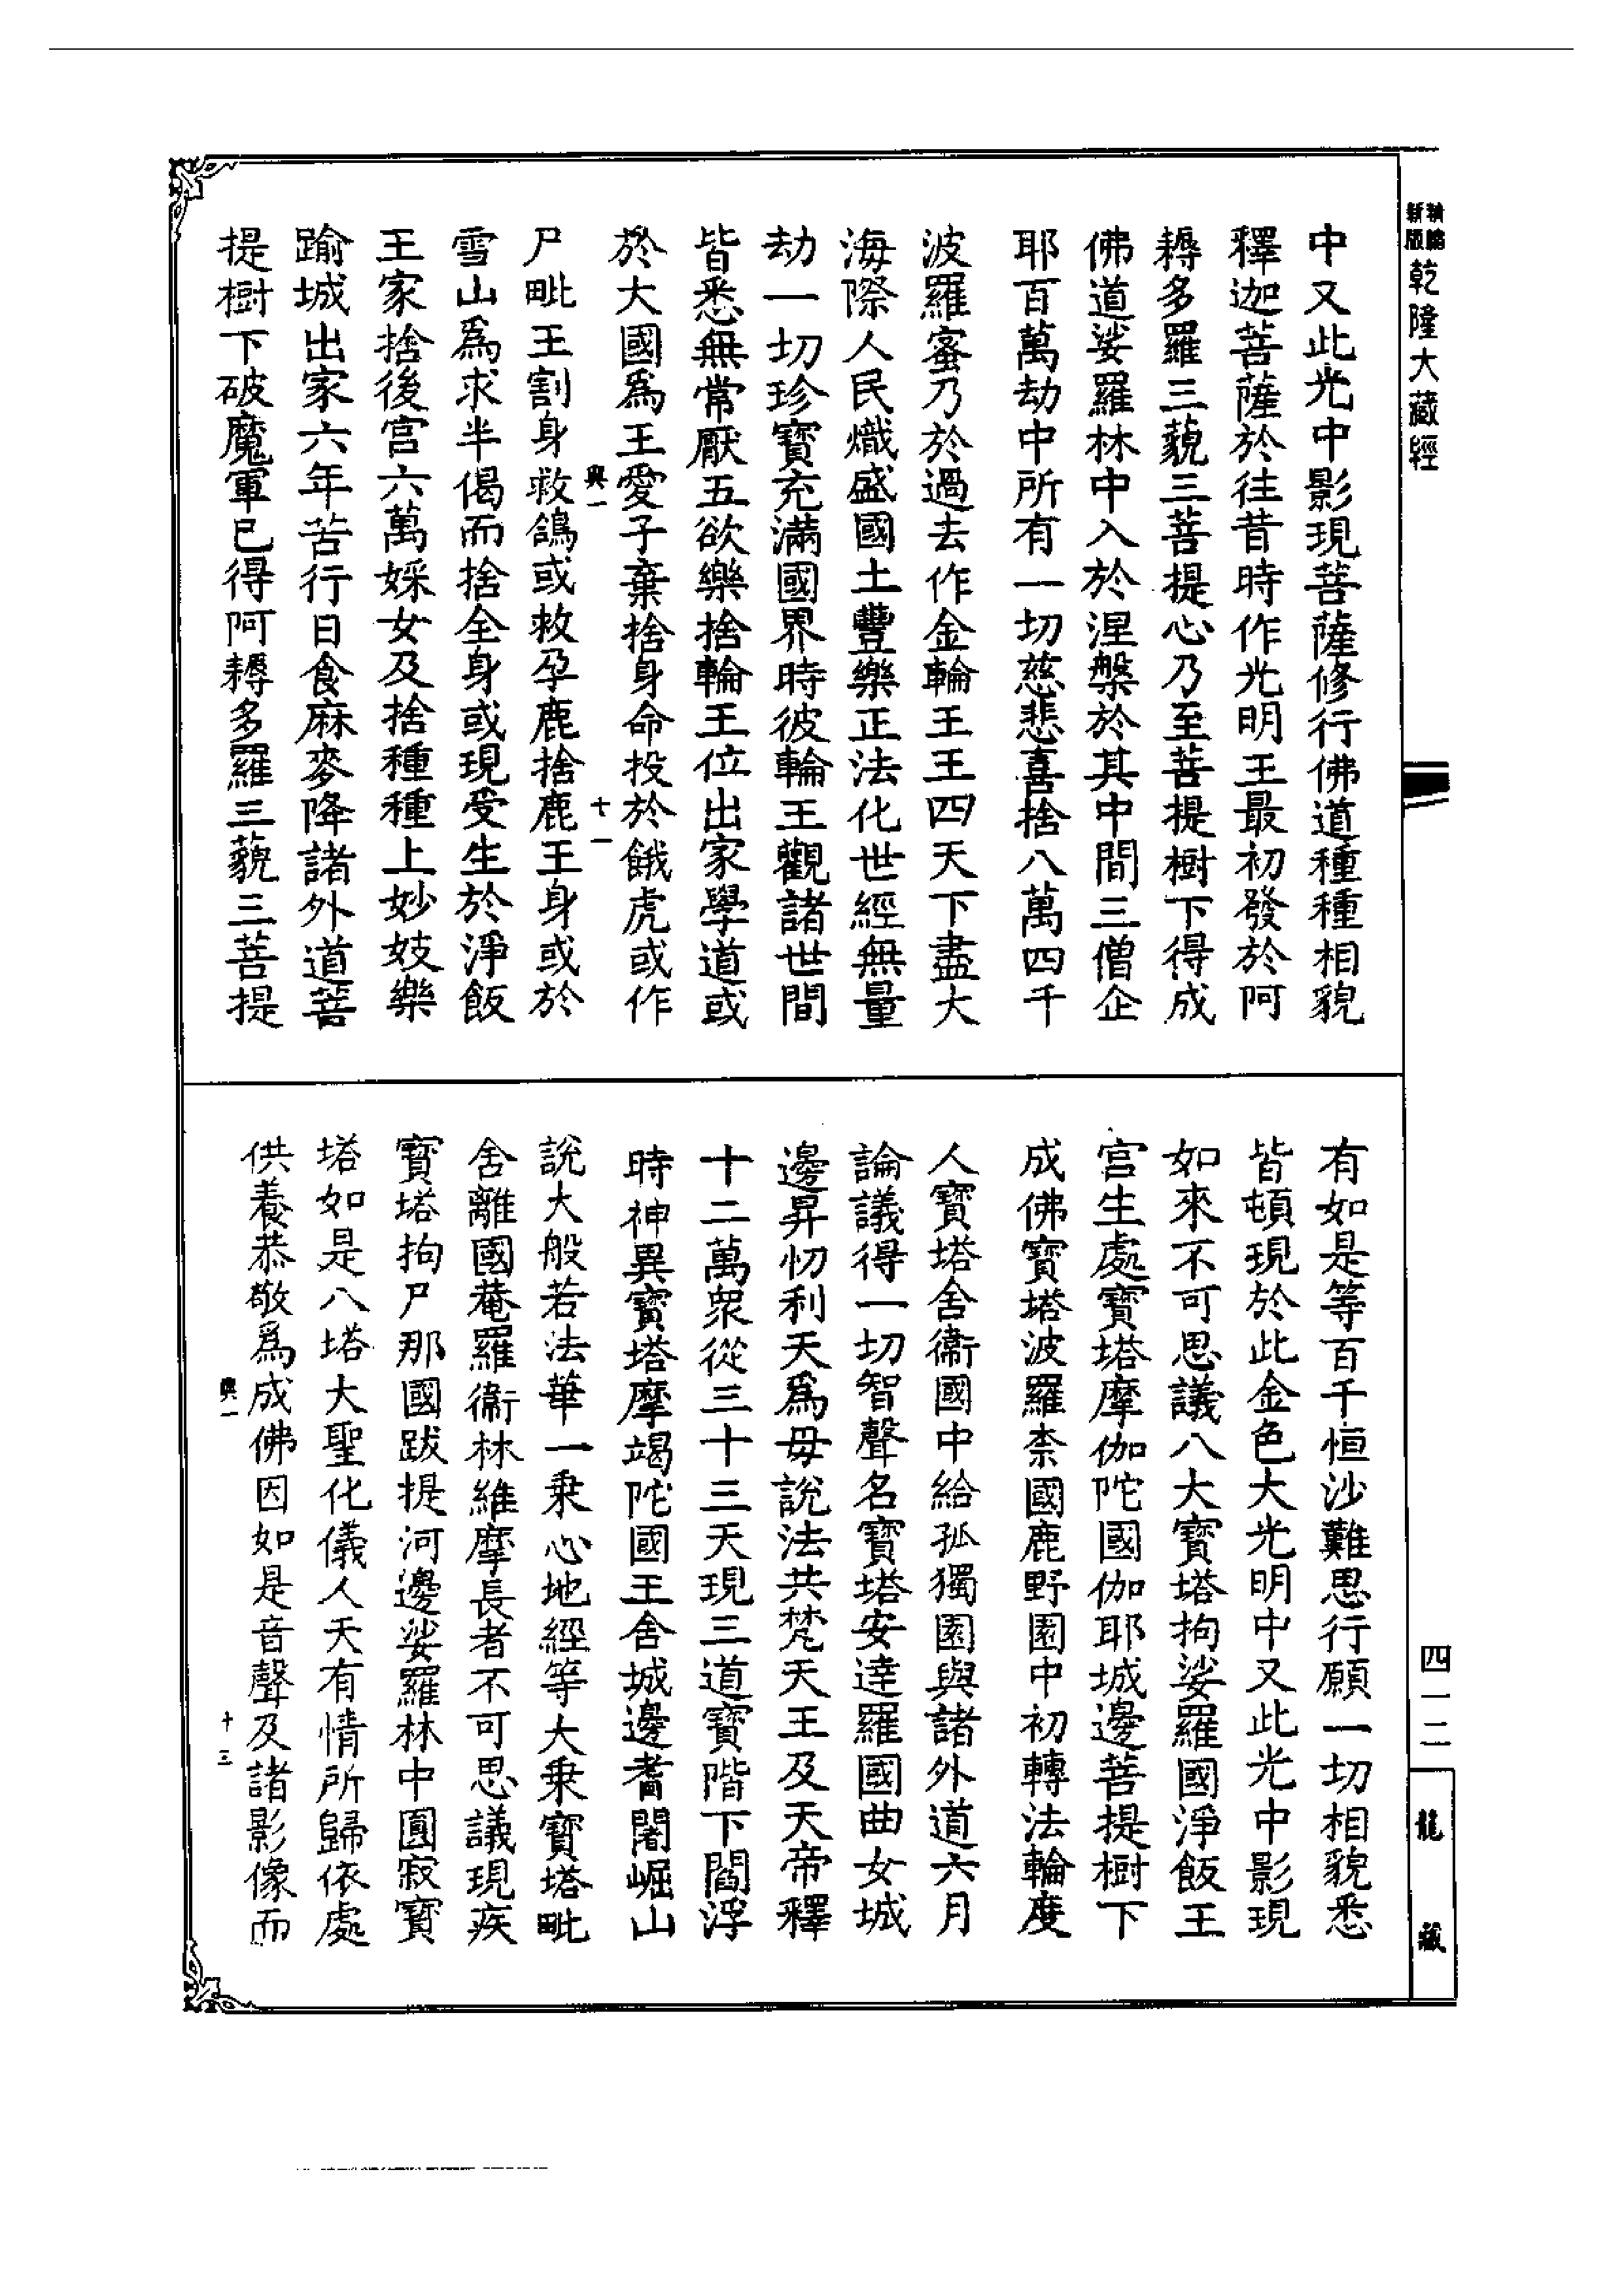 新版
精縮
乾隆大藏經
中又此光中影現菩薩修行佛道種種相貌
釋迦菩薩於往昔時作光明王最初發於阿
耨多羅三藐三菩提心乃至菩提樹下得成
佛道娑羅林中入於涅槃於其中間三僧企
耶百萬劫中所有一切慈悲喜捨八萬四千
波羅蜜乃於過去作金輪王王四天下盡大
海際人民熾盛國土豐樂正法化世經無量
劫一切珍寶充滿國界時彼輪王觀諸世間
皆悉無常厭五欲樂捨輪王位出家學道或
於大國爲王愛子棄捨身命投於餓虎或作
興一
十一
尸毗王割身救鴿或救孕鹿捨鹿王身或於
雪山爲求半偈而捨全身或現受生於淨飯
王家捨後宮六萬婇女及捨種種上妙妓樂
踰城出家六年苦行日食麻麥降諸外道菩
提樹下破魔軍已得阿耨多羅三藐三菩提
有如是等百千恒沙難思行願一切相貌悉
皆頓現於此金色大光明中又此光中影現
如來不可思議八大寶塔拘娑羅國淨飯王
宮生處寶塔摩伽陀國伽耶城邊菩提樹下
成佛寶塔波羅柰國鹿野園中初轉法輪度
人寶塔舍衞國中給孤獨園與諸外道六月
論議得一切智聲名寶塔安達羅國曲女城
邊昇忉利天爲母說法共梵天王及天帝釋
十二萬眾從三十三天現三道寶階下閻浮
時神異寶塔摩竭陀國王舍城邊耆闍崛山
說大般若法華一乘心地經等大乘寶塔毗
舍離國菴羅衞林維摩長者不可思議現疾
寶塔拘尸那國跋提河邊娑羅林中圓寂寶
塔如是八塔大聖化儀人天有情所歸依處
供養恭敬爲成佛因如是音聲及諸影像而
興一
十三
四一二
龍
藏